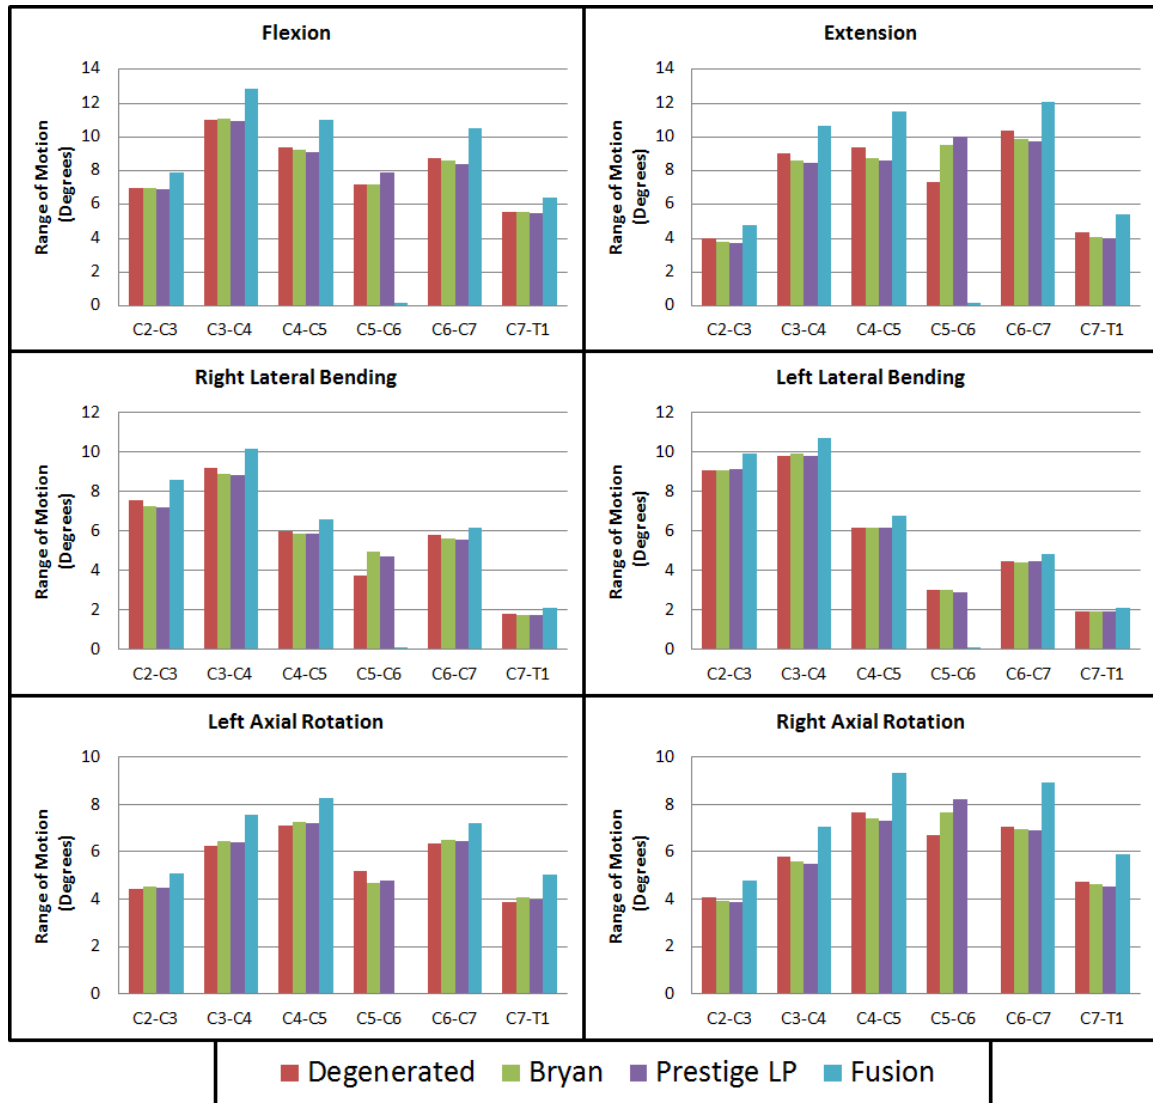 Flexion
Range of Motion
(Degrees)
14
12
10
8
6
4
2
0
C2-C3 C3-C4 C4-C5 C5-C6 C6-C7 C7-T1
Extension
Range of Motion
(Degrees)
14
12
10
8
6
4
2
0
C2-C3 C3-C4 C4-C5 C5-C6 C6-C7 C7-T1
Right Lateral Bending
Range of Motion
(Degrees)
12
10
8
6
4
2
0
C2-C3 C3-C4 C4-C5 C5-C6 C6-C7 C7-T1
Left Lateral Bending
Range of Motion
(Degrees)
12
10
8
6
4
2
0
C2-C3 C3-C4 C4-C5 C5-C6 C6-C7 C7-T1
Left Axial Rotation
Range of Motion
(Degrees)
10
8
6
4
2
0
C2-C3 C3-C4 C4-C5 C5-C6 C6-C7 C7-T1
Right Axial Rotation
Range of Motion
(Degrees)
10
8
6
4
2
0
C2-C3 C3-C4 C4-C5 C5-C6 C6-C7 C7-T1
Degenerated Bryan Prestige LP Fusion